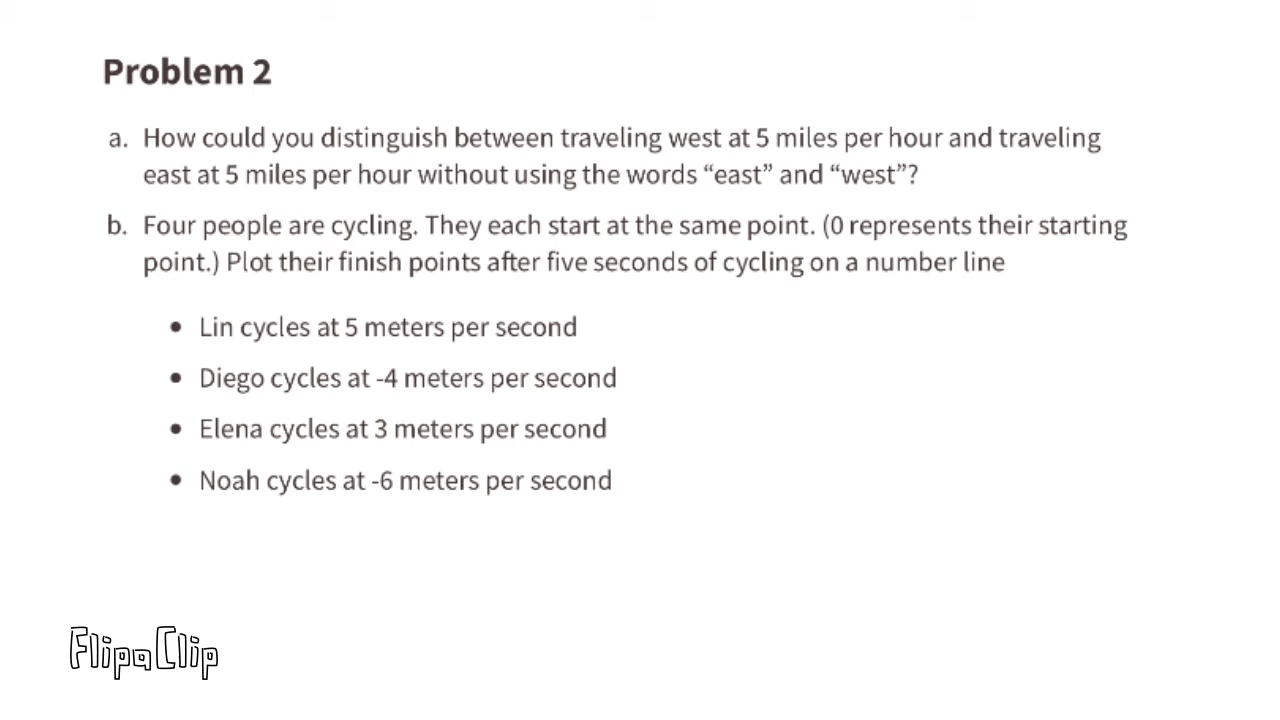 Problem 2
a. How could you distinguish between traveling west at 5 miles per hour and traveling
east at 5 miles per hour without using the words “east” and “west”?
b. Four people are cycling. They each start at the same point. (0 represents their starting
point.) Plot their finish points after five seconds of cycling on a number line
• Lin cycles at 5 meters per second
• Diego cycles at -4 meters per second
• Elena cycles at 3 meters per second
• Noah cycles at -6 meters per second
FlipaClip